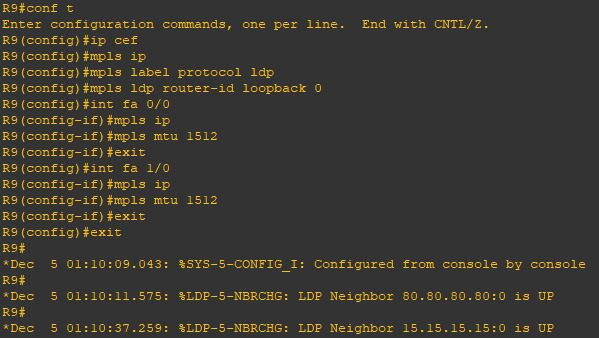 R9#conf t
Enter configuration commands, one per line.  End with CNTL/Z.
R9(config)#ip cef
R9(config)#mpls ip
R9(config)#mpls label protocol ldp
R9(config)#mpls ldp router-id loopback 0
R9(config)#int fa 0/0
R9(config-if)#mpls ip
R9(config-if)#mpls mtu 1512
R9(config-if)#exit
R9(config)#int fa 1/0
R9(config-if)#mpls ip
R9(config-if)#mpls mtu 1512
R9(config-if)#exit
R9(config)#exit
R9#
*Dec  5 01:10:09.043: %SYS-5-CONFIG_I: Configured from console by console
R9#
*Dec  5 01:10:11.575: %LDP-5-NBRCHG: LDP Neighbor 80.80.80.80:0 is UP
R9#
*Dec  5 01:10:37.259: %LDP-5-NBRCHG: LDP Neighbor 15.15.15.15:0 is UP